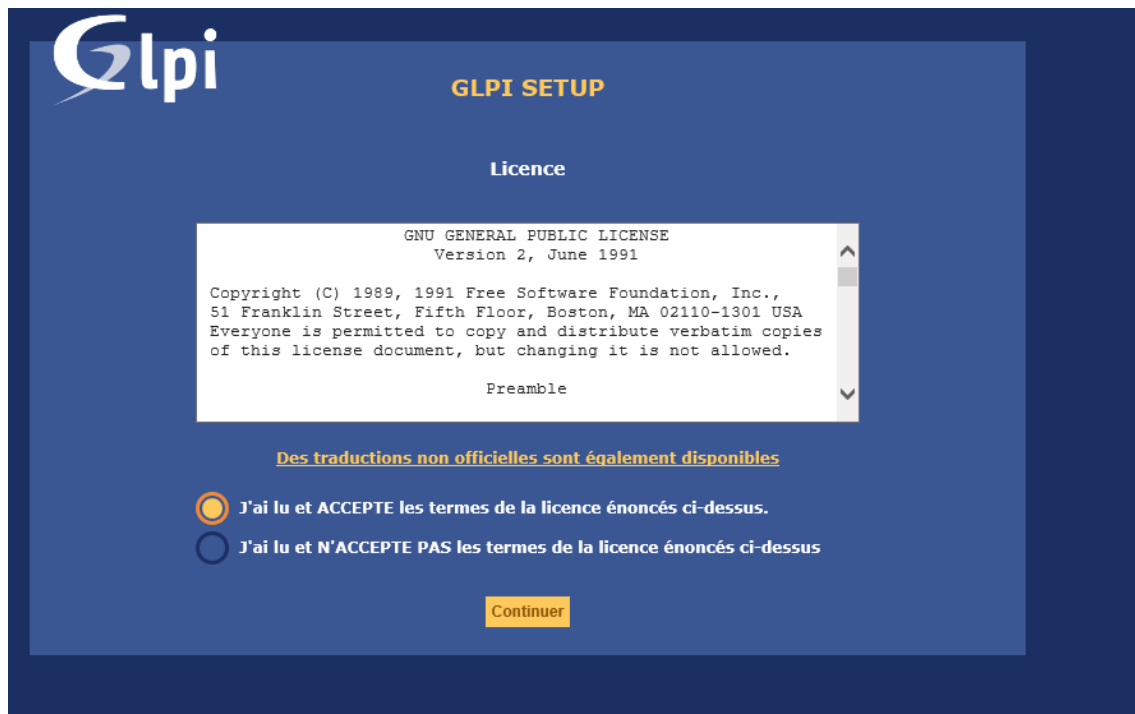 Glpi
GLPI SETUP
Licence
GNU GENERAL PUBLIC LICENSE
Version 2, June 1991
Copyright (C) 1989, 1991 Free Software Foundation, Inc.,
51 Franklin Street, Fifth Floor, Boston, MA 02110-1301 USA
Everyone is permitted to copy and distribute verbatim copies
of this license document, but changing it is not allowed.
Preamble
Des traductions non officielles sont également disponibles
J'ai lu et ACCEPTE les termes de la licence énoncés ci-dessus.
J'ai lu et N'ACCEPTE PAS les termes de la licence énoncés ci-dessus
Continuer